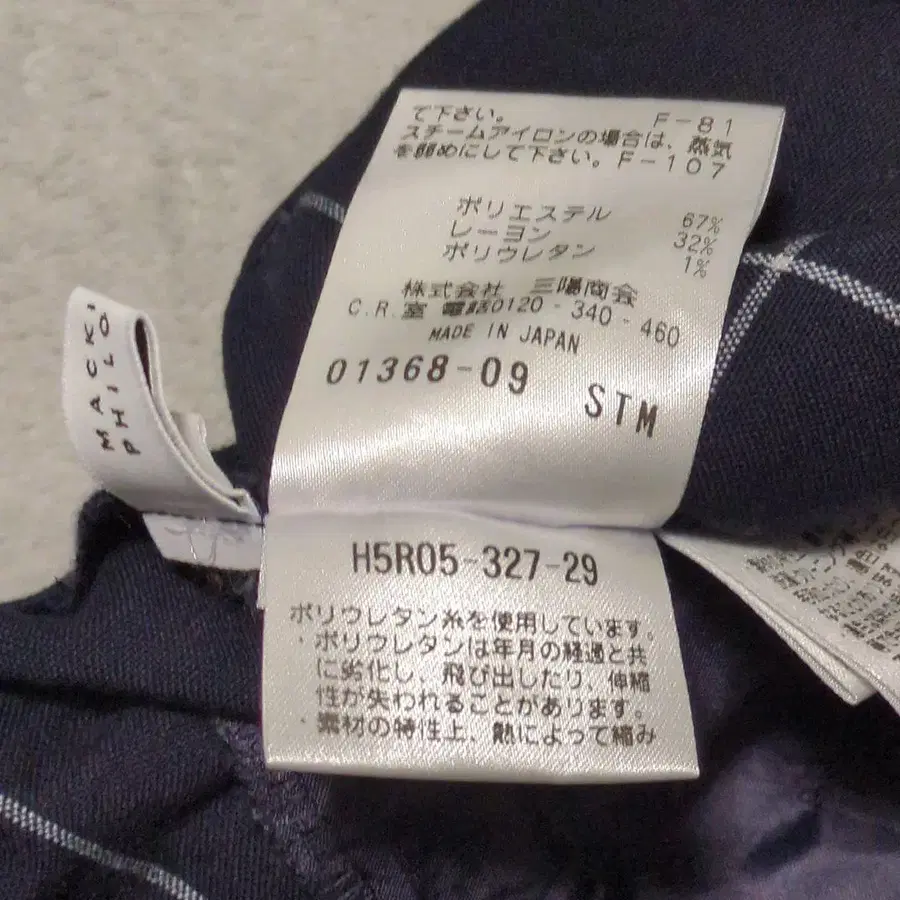 て下さい。 F-81
スチームアイロンの場合は、蒸気
を弱めにして下さい。F-107
ポリエステル 67%
レーヨン 32%
ポリウレタン 1%
株式会社 三陽商会
C.R.室 電話0120-340-460
MADE IN JAPAN
01368-09 STM
MACKI
PHILO
H5R05-327-29
ポリウレタン糸を使用しています。
・ポリウレタンは年月の経過と共
に劣化し、飛び出したり、伸縮
性が失われることがあります。
・素材の特性上、熱によって縮み